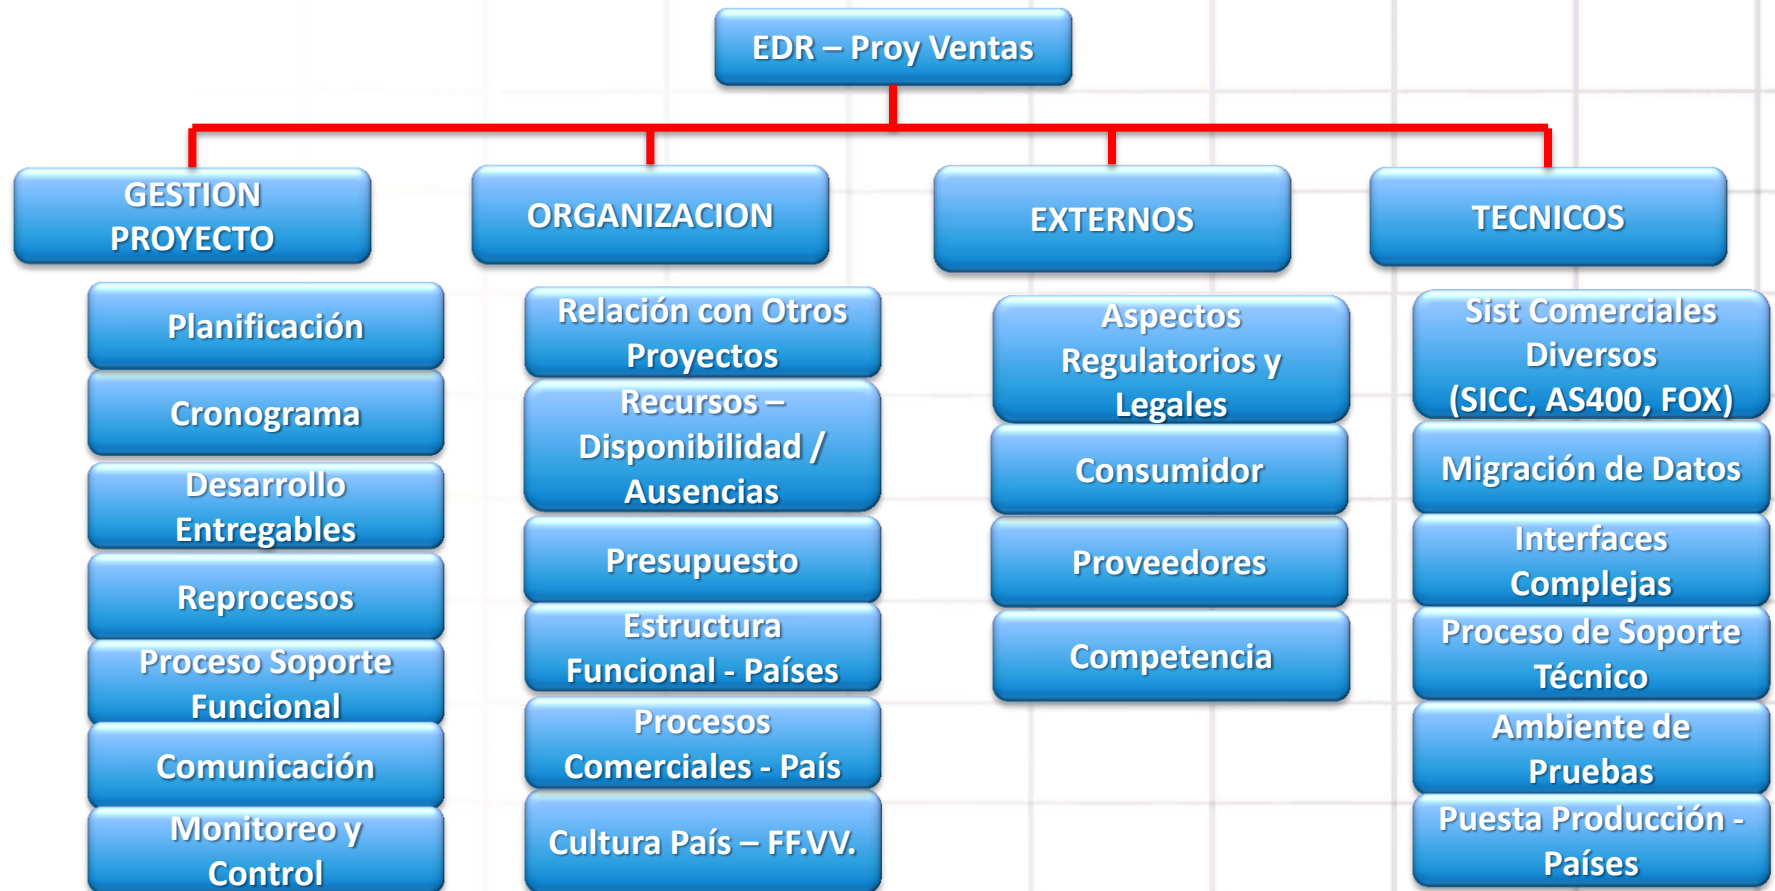 EDR – Proy Ventas
GESTION
PROYECTO
Planificación
Cronograma
Desarrollo
Entregables
Reprocesos
Proceso Soporte
Funcional
Comunicación
Monitoreo y
Control
ORGANIZACION
Relación con Otros
Proyectos
Recursos –
Disponibilidad /
Ausencias
Presupuesto
Estructura
Funcional - Países
Procesos
Comerciales - País
Cultura País – FF.VV.
EXTERNOS
Aspectos
Regulatorios y
Legales
Consumidor
Proveedores
Competencia
TECNICOS
Sist Comerciales
Diversos
(SICC, AS400, FOX)
Migración de Datos
Interfaces
Complejas
Proceso de Soporte
Técnico
Ambiente de
Pruebas
Puesta Producción -
Países